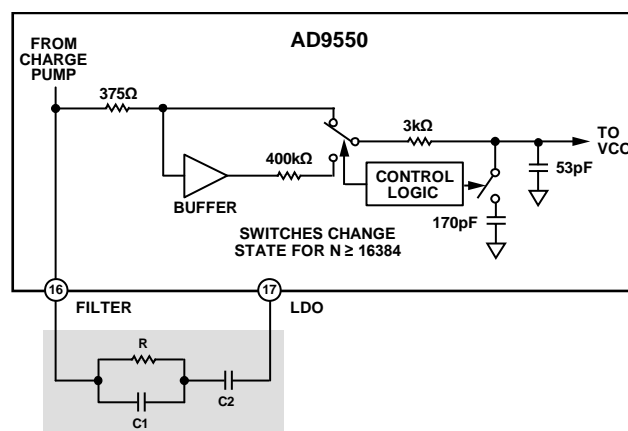 AD9550
FROM
CHARGE
PUMP
375Ω
3kΩ
TO
VCO
400kΩ
CONTROL
LOGIC
53pF
BUFFER
170pF
SWITCHES CHANGE
STATE FOR N ≥ 16384
16
FILTER
17
LDO
R
C1
C2